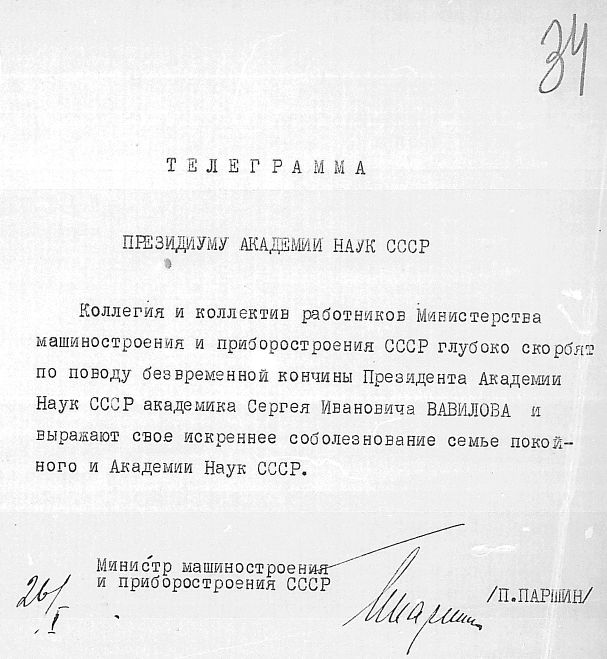 34
ТЕЛЕГРАММА
ПРЕЗИДИУМУ АКАДЕМИИ НАУК СССР
Коллегия и коллектив работников Министерства
машиностроения и приборостроения СССР глубоко скорбят
по поводу безвременной кончины Президента Академии
Наук СССР академика Сергея Ивановича ВАВИЛОВА и
выражают свое искреннее соболезнование семье покой-
ного и Академии Наук СССР.
Министр машиностроения
и приборостроения СССР
/П.ПАРШИН/
26/I